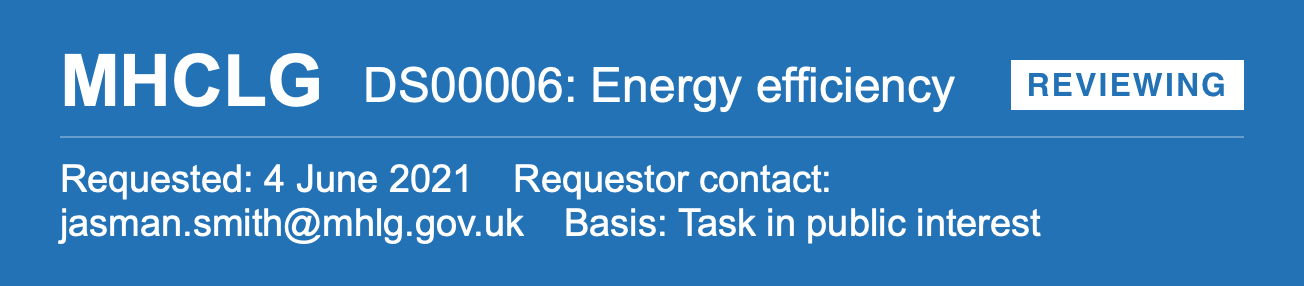 MHCLG DS00006: Energy efficiency REVIEWING
Requested: 4 June 2021 Requestor contact:
jasman.smith@mhlg.gov.uk Basis: Task in public interest